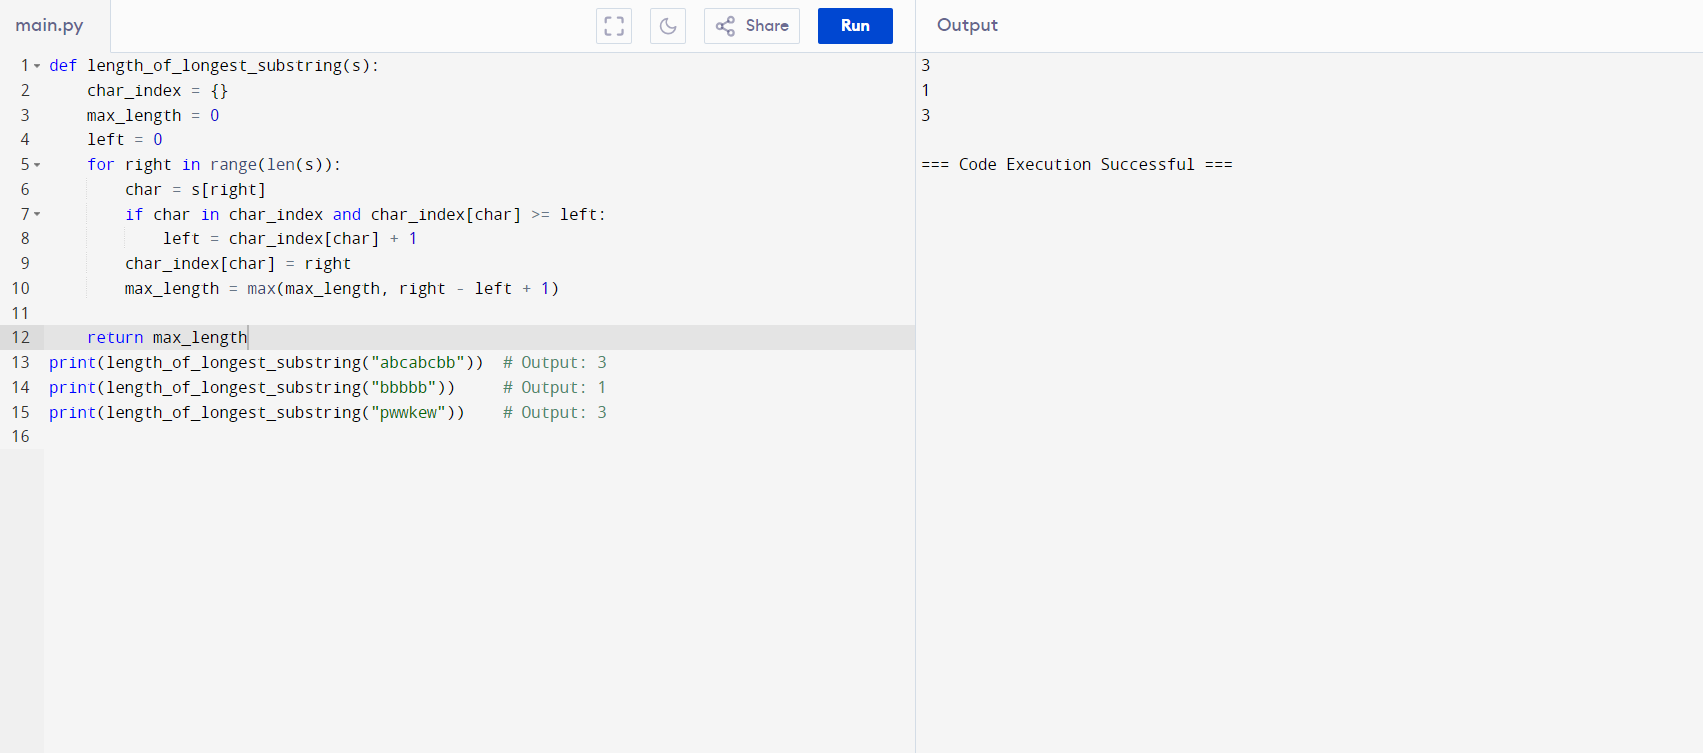 main.py
Share
Run
Output
1 def length_of_longest_substring(s):
2     char_index = {}
3     max_length = 0
4     left = 0
5     for right in range(len(s)):
6         char = s[right]
7         if char in char_index and char_index[char] >= left:
8             left = char_index[char] + 1
9         char_index[char] = right
10         max_length = max(max_length, right - left + 1)
11
12     return max_length
13 print(length_of_longest_substring("abcabcbb"))  # Output: 3
14 print(length_of_longest_substring("bbbbb"))     # Output: 1
15 print(length_of_longest_substring("pwwkew"))    # Output: 3
16
3
1
3
=== Code Execution Successful ===